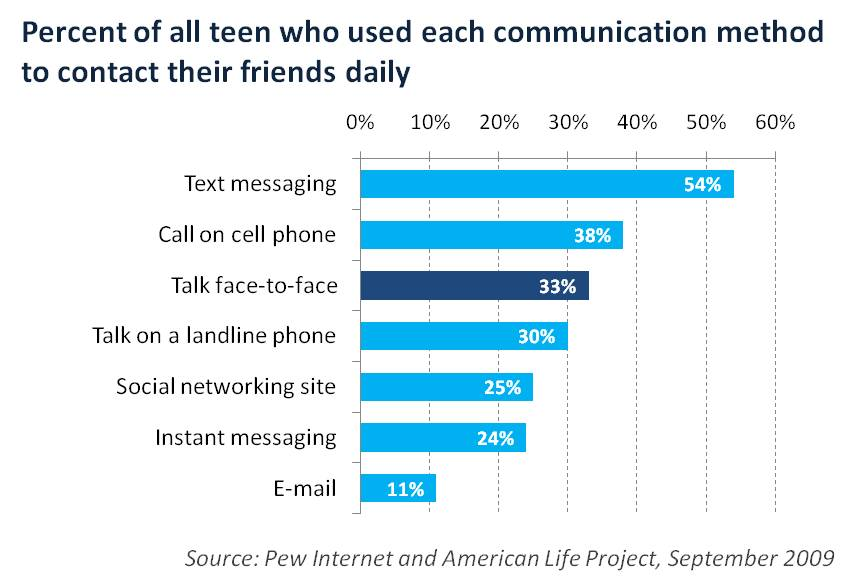 Percent of all teen who used each communication method
to contact their friends daily
0% 10% 20% 30% 40% 50% 60%
Text messaging 54%
Call on cell phone 38%
Talk face-to-face 33%
Talk on a landline phone 30%
Social networking site 25%
Instant messaging 24%
E-mail 11%
Source: Pew Internet and American Life Project, September 2009